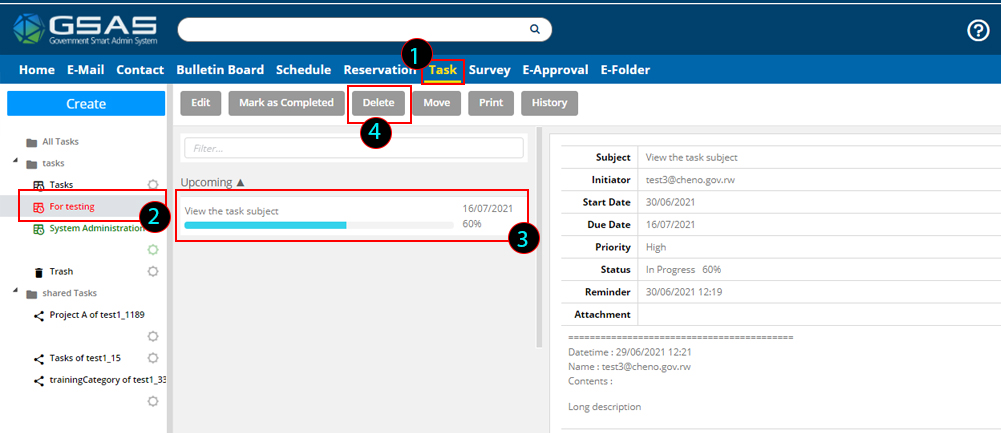 GSAS
Government Smart Admin System
1
Home E-Mail Contact Bulletin Board Schedule Reservation Task Survey E-Approval E-Folder
Create
Edit Mark as Completed Delete Move Print History
4
All Tasks
tasks
Tasks
For testing
2
System Administration
Trash
shared Tasks
Project A of test1_1189
Tasks of test1_15
trainingCategory of test1_33
Filter...
Upcoming ▲
View the task subject 16/07/2021
60%
3
Subject View the task subject
Initiator test3@cheno.gov.rw
Start Date 30/06/2021
Due Date 16/07/2021
Priority High
Status In Progress 60%
Reminder 30/06/2021 12:19
Attachment
==========================================
Datetime : 29/06/2021 12:21
Name : test3@cheno.gov.rw
Contents :
Long description